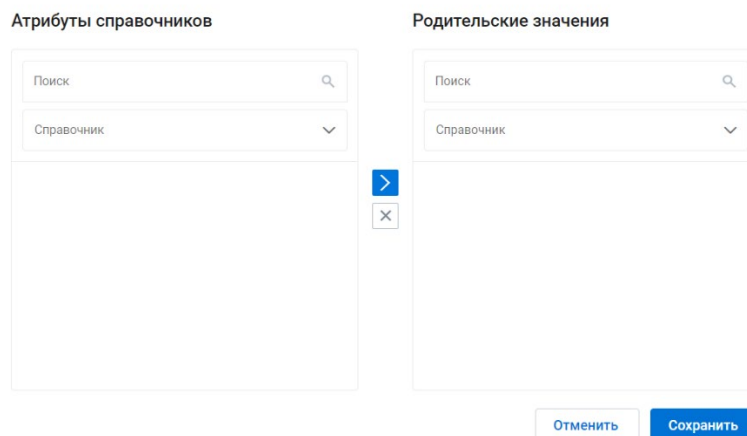 Атрибуты справочников
Родительские значения
Поиск
Поиск
Справочник
Справочник
Отменить
Сохранить